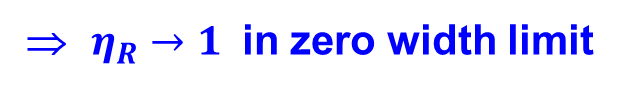 ⇒ η_R → 1 in zero width limit